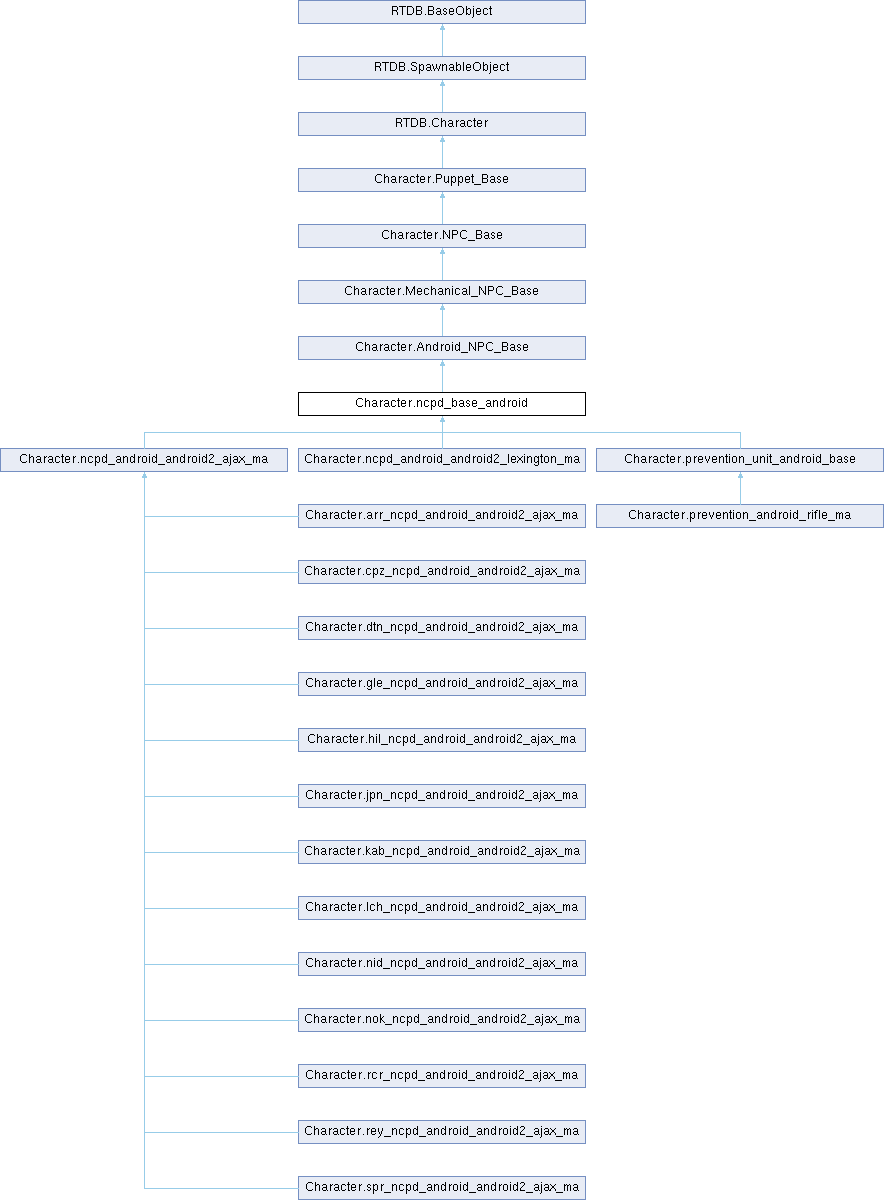 RTDB.BaseObject
RTDB.SpawnableObject
RTDB.Character
Character.Puppet_Base
Character.NPC_Base
Character.Mechanical_NPC_Base
Character.Android_NPC_Base
Character.ncpd_base_android
Character.ncpd_android_android2_ajax_ma
Character.ncpd_android_android2_lexington_ma
Character.prevention_unit_android_base
Character.arr_ncpd_android_android2_ajax_ma
Character.prevention_android_rifle_ma
Character.cpz_ncpd_android_android2_ajax_ma
Character.dtn_ncpd_android_android2_ajax_ma
Character.gle_ncpd_android_android2_ajax_ma
Character.hil_ncpd_android_android2_ajax_ma
Character.jpn_ncpd_android_android2_ajax_ma
Character.kab_ncpd_android_android2_ajax_ma
Character.lch_ncpd_android_android2_ajax_ma
Character.nid_ncpd_android_android2_ajax_ma
Character.nok_ncpd_android_android2_ajax_ma
Character.rcr_ncpd_android_android2_ajax_ma
Character.rey_ncpd_android_android2_ajax_ma
Character.spr_ncpd_android_android2_ajax_ma